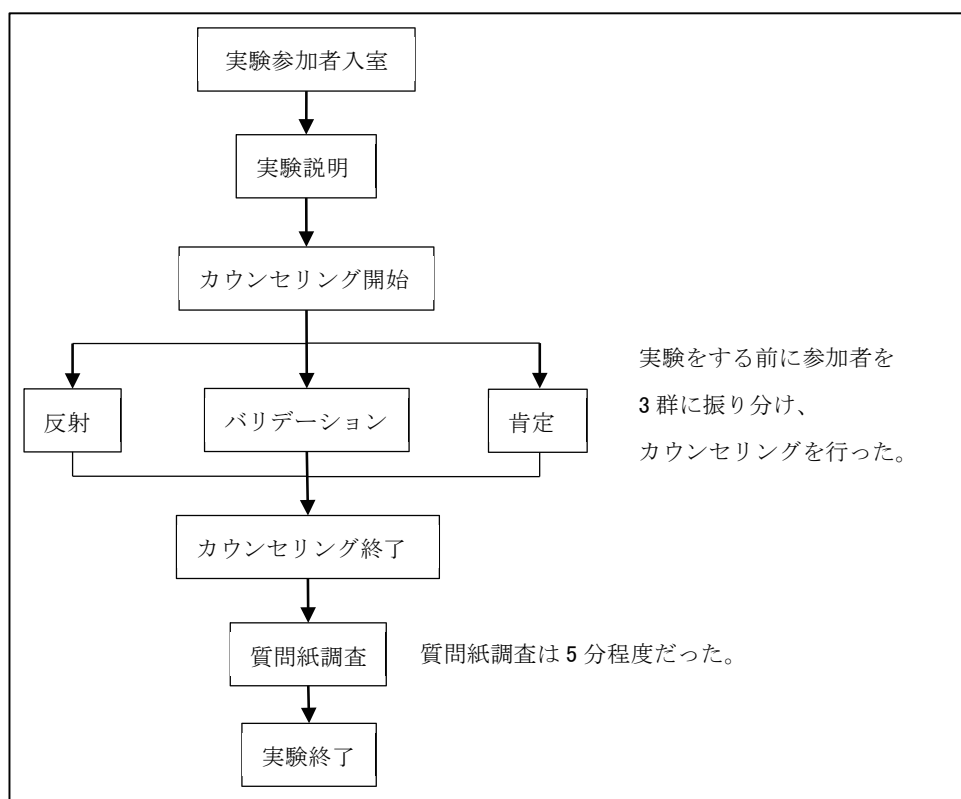 実験参加者入室
実験説明
カウンセリング開始
反射
バリデーション
肯定
実験をする前に参加者を
3 群に振り分け、
カウンセリングを行った。
カウンセリング終了
質問紙調査
質問紙調査は 5 分程度だった。
実験終了